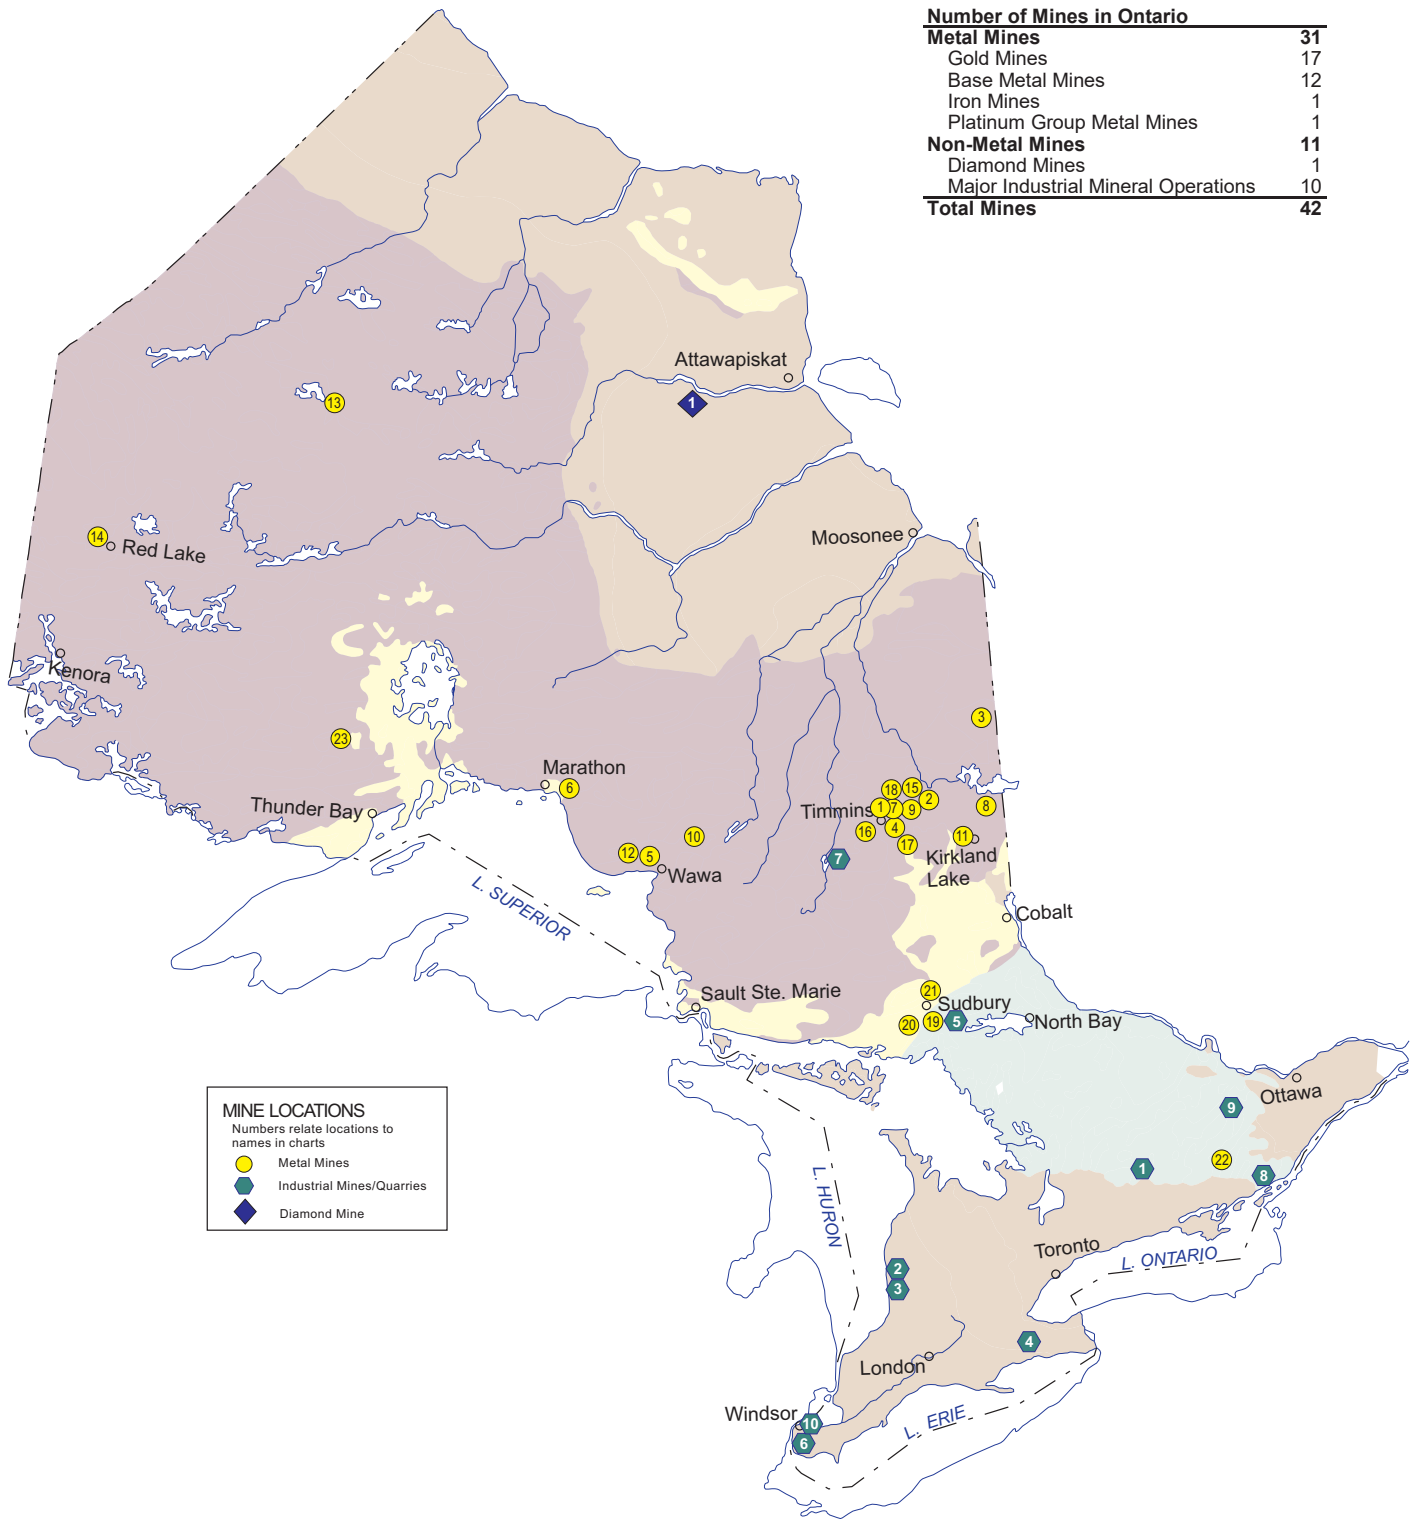 Number of Mines in Ontario
Metal Mines 31
Gold Mines 17
Base Metal Mines 12
Iron Mines 1
Platinum Group Metal Mines 1
Non-Metal Mines 11
Diamond Mines 1
Major Industrial Mineral Operations 10
Total Mines 42
Attawapiskat
1
13
Moosonee
14
Red Lake
Kenora
3
23
Marathon
6
Thunder Bay
18
15
2
Timmins
1
7
9
8
16
4
17
11
Kirkland
Lake
10
12
5
7
Wawa
L. SUPERIOR
Cobalt
Sault Ste. Marie
21
Sudbury
20
19
5
North Bay
Ottawa
9
22
1
8
MINE LOCATIONS
Numbers relate locations to
names in charts
Metal Mines
Industrial Mines/Quarries
Diamond Mine
L. HURON
Toronto
L. ONTARIO
2
3
4
London
Windsor
10
6
L. ERIE